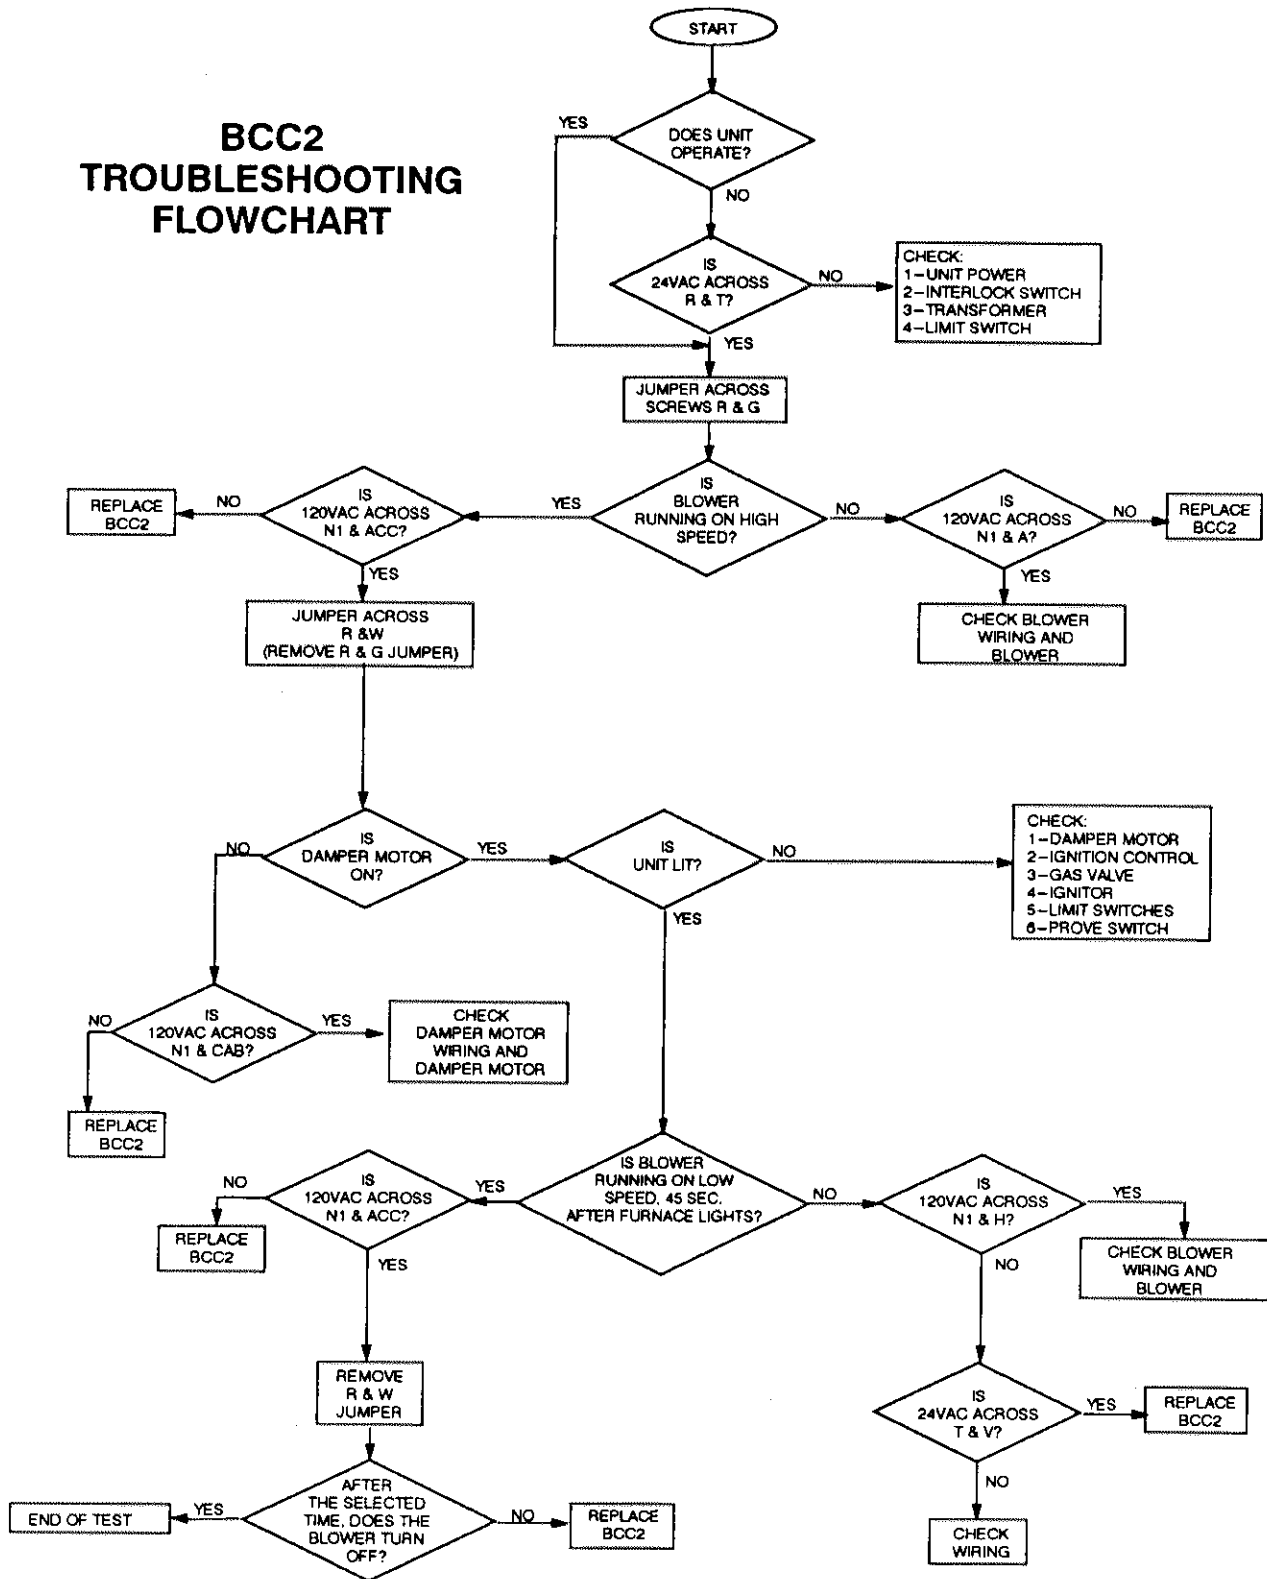 START
BCC2
TROUBLESHOOTING
FLOWCHART
YES
DOES UNIT
OPERATE?
NO
IS
24VAC ACROSS
R & T?
NO
CHECK:
1–UNIT POWER
2–INTERLOCK SWITCH
3–TRANSFORMER
4–LIMIT SWITCH
YES
JUMPER ACROSS
SCREWS R & G
REPLACE
BCC2
NO
IS
120VAC ACROSS
N1 & ACC?
YES
IS
BLOWER
RUNNING ON HIGH
SPEED?
NO
IS
120VAC ACROSS
N1 & A?
NO
REPLACE
BCC2
YES
YES
JUMPER ACROSS
R &W
(REMOVE R & G JUMPER)
CHECK BLOWER
WIRING AND
BLOWER
NO
IS
DAMPER MOTOR
ON?
YES
IS
UNIT LIT?
NO
CHECK:
1–DAMPER MOTOR
2–IGNITION CONTROL
3–GAS VALVE
4–IGNITOR
5–LIMIT SWITCHES
6–PROVE SWITCH
YES
NO
IS
120VAC ACROSS
N1 & CAB?
YES
CHECK
DAMPER MOTOR
WIRING AND
DAMPER MOTOR
REPLACE
BCC2
NO
IS
120VAC ACROSS
N1 & ACC?
YES
IS BLOWER
RUNNING ON LOW
SPEED, 45 SEC.
AFTER FURNACE LIGHTS?
NO
IS
120VAC ACROSS
N1 & H?
YES
REPLACE
BCC2
YES
NO
CHECK BLOWER
WIRING AND
BLOWER
REMOVE
R & W
JUMPER
IS
24VAC ACROSS
T & V?
YES
REPLACE
BCC2
NO
END OF TEST
YES
AFTER
THE SELECTED
TIME, DOES THE
BLOWER TURN
OFF?
NO
REPLACE
BCC2
CHECK
WIRING